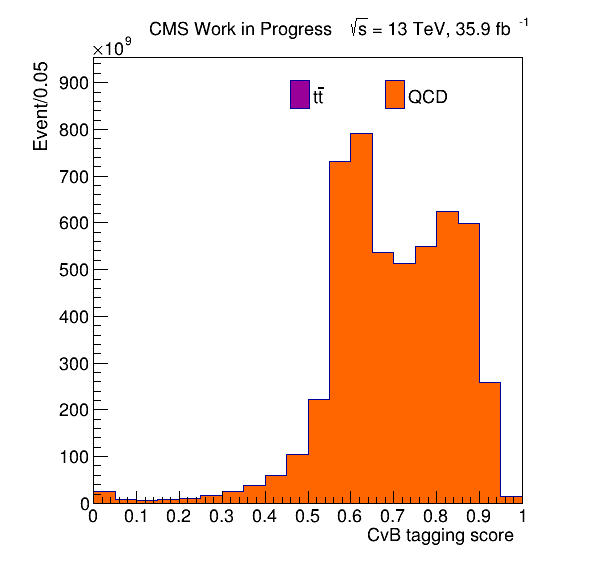 CMS Work in Progress √s = 13 TeV, 35.9 fb⁻¹
×10⁹
Event/0.05
900
800
700
600
500
400
300
200
100
0
tt̄
QCD
0 0.1 0.2 0.3 0.4 0.5 0.6 0.7 0.8 0.9 1
CvB tagging score